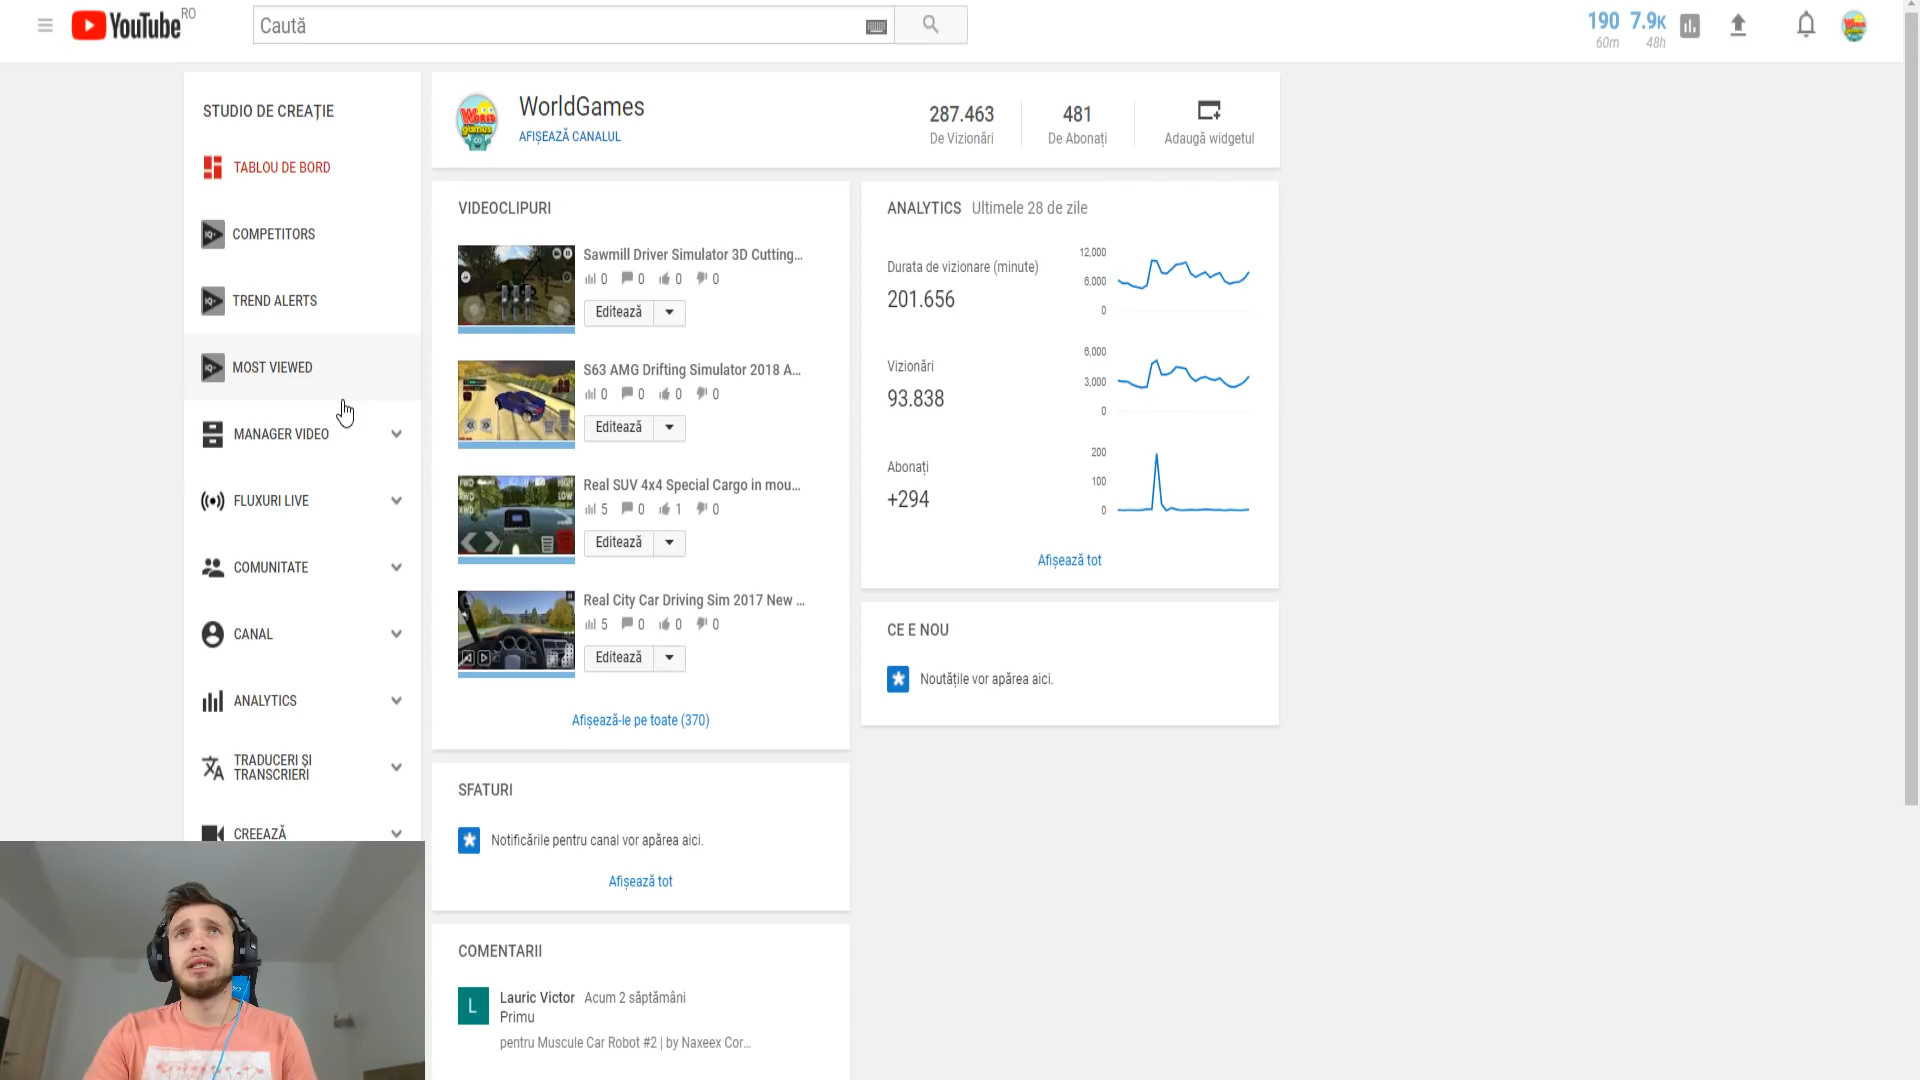 YouTube RO
Caută
190 7.9K
60m 48h
STUDIO DE CREAȚIE
TABLOU DE BORD
COMPETITORS
TREND ALERTS
MOST VIEWED
MANAGER VIDEO
FLUXURI LIVE
COMUNITATE
CANAL
ANALYTICS
TRADUCERI ȘI
TRANSCRIERI
CREEAZĂ
World games
WorldGames
AFIȘEAZĂ CANALUL
287.463
De Vizionări
481
De Abonați
Adaugă widgetul
VIDEOCLIPURI
Sawmill Driver Simulator 3D Cutting...
0 0 0 0
Editează
S63 AMG Drifting Simulator 2018 A...
0 0 0 0
Editează
Real SUV 4x4 Special Cargo in mou...
5 0 1 0
Editează
Real City Car Driving Sim 2017 New ...
5 0 0 0
Editează
Afișează-le pe toate (370)
ANALYTICS Ultimele 28 de zile
Durata de vizionare (minute)
201.656
12,000
6,000
0
Vizionări
93.838
6,000
3,000
0
Abonați
+294
200
100
0
Afișează tot
CE E NOU
Noutățile vor apărea aici.
SFATURI
Notificările pentru canal vor apărea aici.
Afișează tot
COMENTARII
L
Lauric Victor Acum 2 săptămâni
Primu
pentru Muscule Car Robot #2 | by Naxeex Cor...